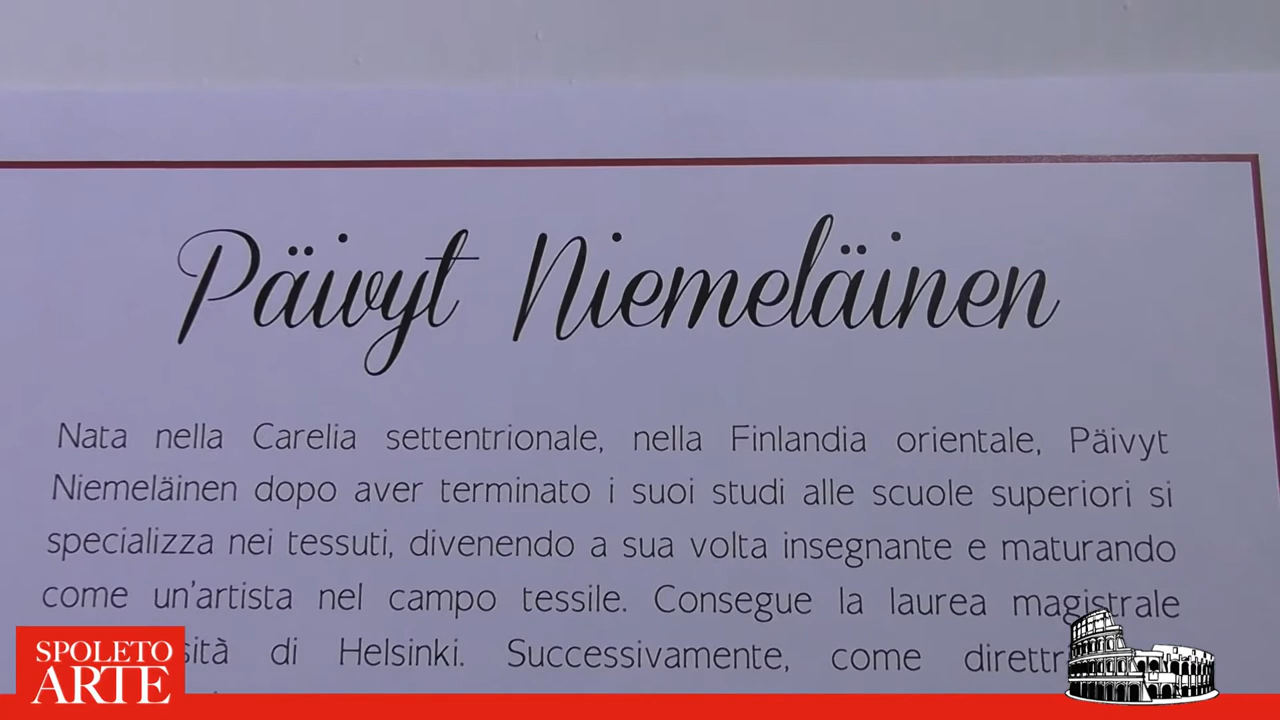 Päivyt Niemeläinen
Nata nella Carelia settentrionale, nella Finlandia orientale, Päivyt
Niemeläinen dopo aver terminato i suoi studi alle scuole superiori si
specializza nei tessuti, divenendo a sua volta insegnante e maturando
come un'artista nel campo tessile. Consegue la laurea magistrale
di Helsinki. Successivamente, come
SPOLETO
ARTE